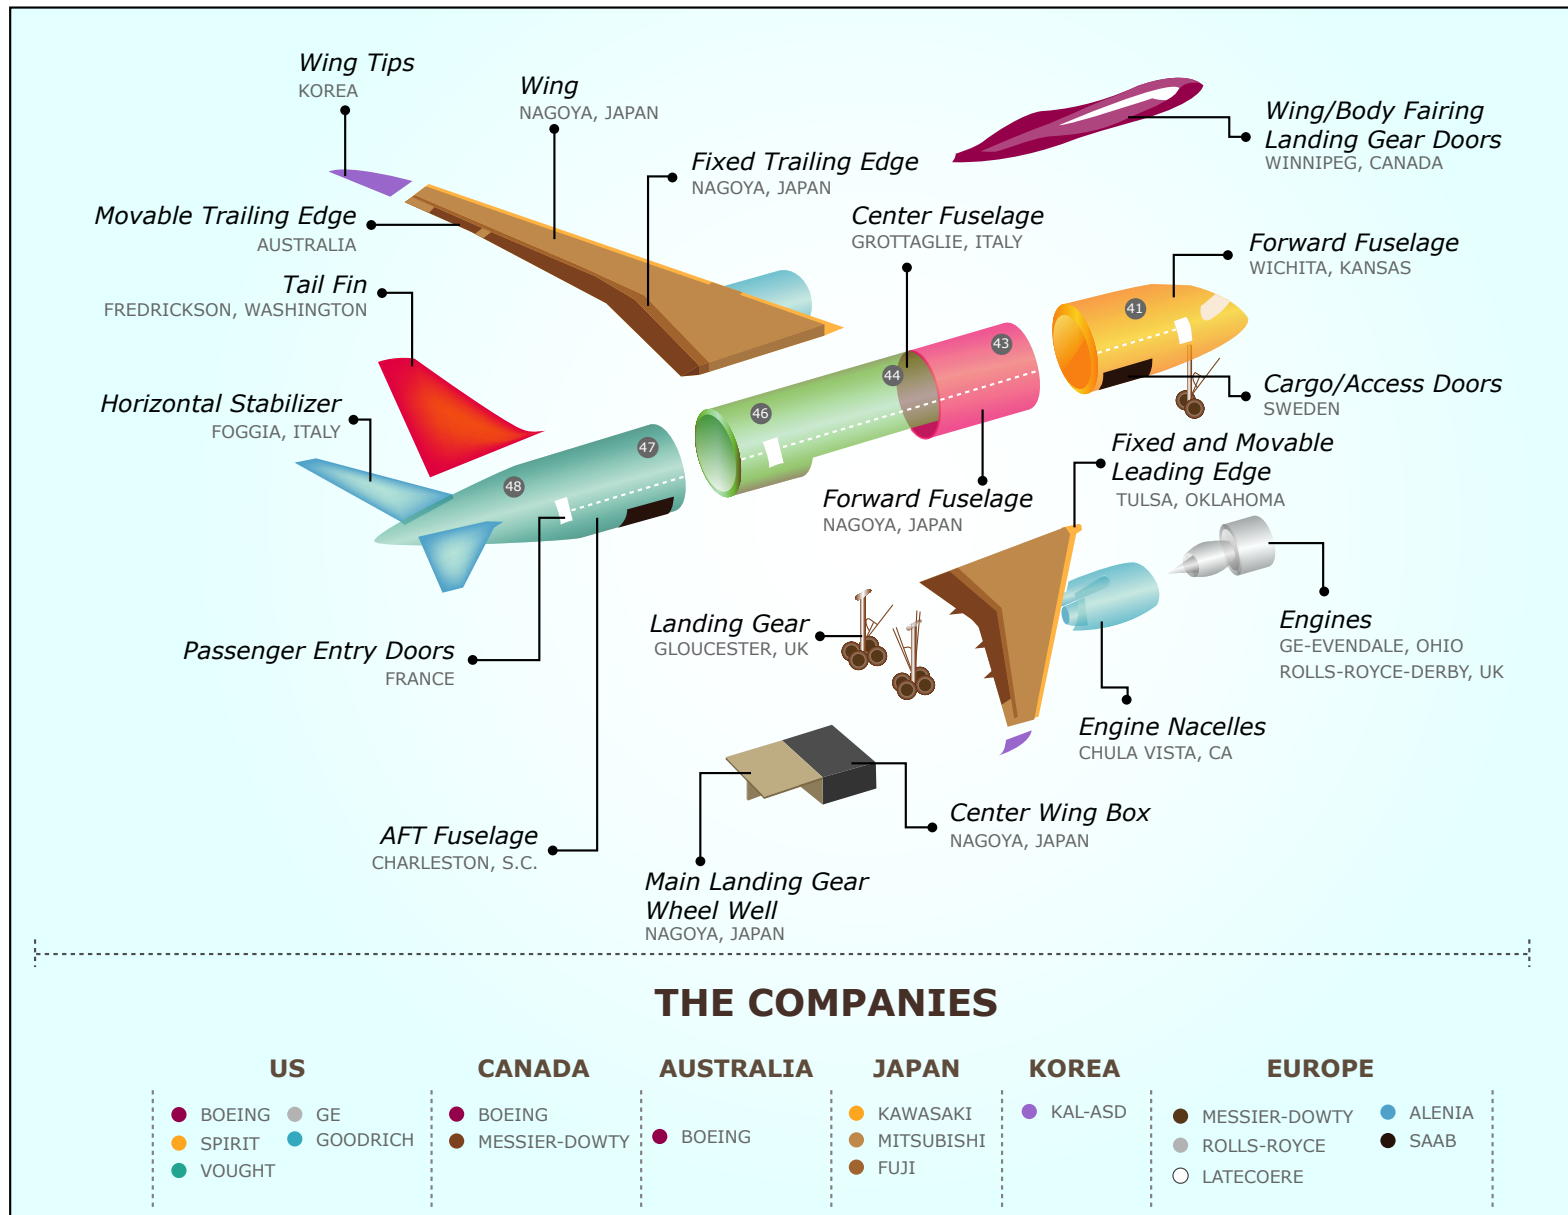 Wing Tips
KOREA
Wing
NAGOYA, JAPAN
Wing/Body Fairing
Landing Gear Doors
WINNIPEG, CANADA
Fixed Trailing Edge
NAGOYA, JAPAN
Movable Trailing Edge
AUSTRALIA
Center Fuselage
GROTTAGLIE, ITALY
Forward Fuselage
WICHITA, KANSAS
Tail Fin
FREDRICKSON, WASHINGTON
41
43
44
46
47
48
Horizontal Stabilizer
FOGGIA, ITALY
Cargo/Access Doors
SWEDEN
Fixed and Movable
Leading Edge
TULSA, OKLAHOMA
Forward Fuselage
NAGOYA, JAPAN
Landing Gear
GLOUCESTER, UK
Engines
GE-EVENDALE, OHIO
ROLLS-ROYCE-DERBY, UK
Passenger Entry Doors
FRANCE
Engine Nacelles
CHULA VISTA, CA
Center Wing Box
NAGOYA, JAPAN
AFT Fuselage
CHARLESTON, S.C.
Main Landing Gear
Wheel Well
NAGOYA, JAPAN
THE COMPANIES
US
BOEING
SPIRIT
VOUGHT
GE
GOODRICH
CANADA
BOEING
MESSIER-DOWTY
AUSTRALIA
BOEING
JAPAN
KAWASAKI
MITSUBISHI
FUJI
KOREA
KAL-ASD
EUROPE
MESSIER-DOWTY
ROLLS-ROYCE
LATECOERE
ALENIA
SAAB